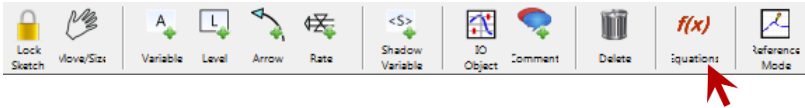 A L <S> f(x)
Lock Sketch
Move/Size
Variable
Level
Arrow
Rate
Shadow Variable
IO Object
Comment
Delete
Equations
Reference Mode